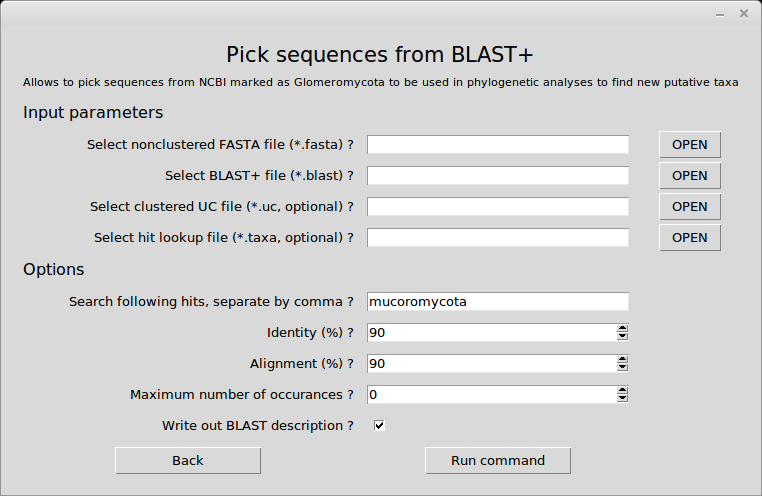 Pick sequences from BLAST+
Allows to pick sequences from NCBI marked as Glomeromycota to be used in phylogenetic analyses to find new putative taxa
Input parameters
Select nonclustered FASTA file (*.fasta) ? OPEN
Select BLAST+ file (*.blast) ? OPEN
Select clustered UC file (*.uc, optional) ? OPEN
Select hit lookup file (*.taxa, optional) ? OPEN
Options
Search following hits, separate by comma ? mucoromycota
Identity (%) ? 90
Alignment (%) ? 90
Maximum number of occurances ? 0
Write out BLAST description ?
Back Run command